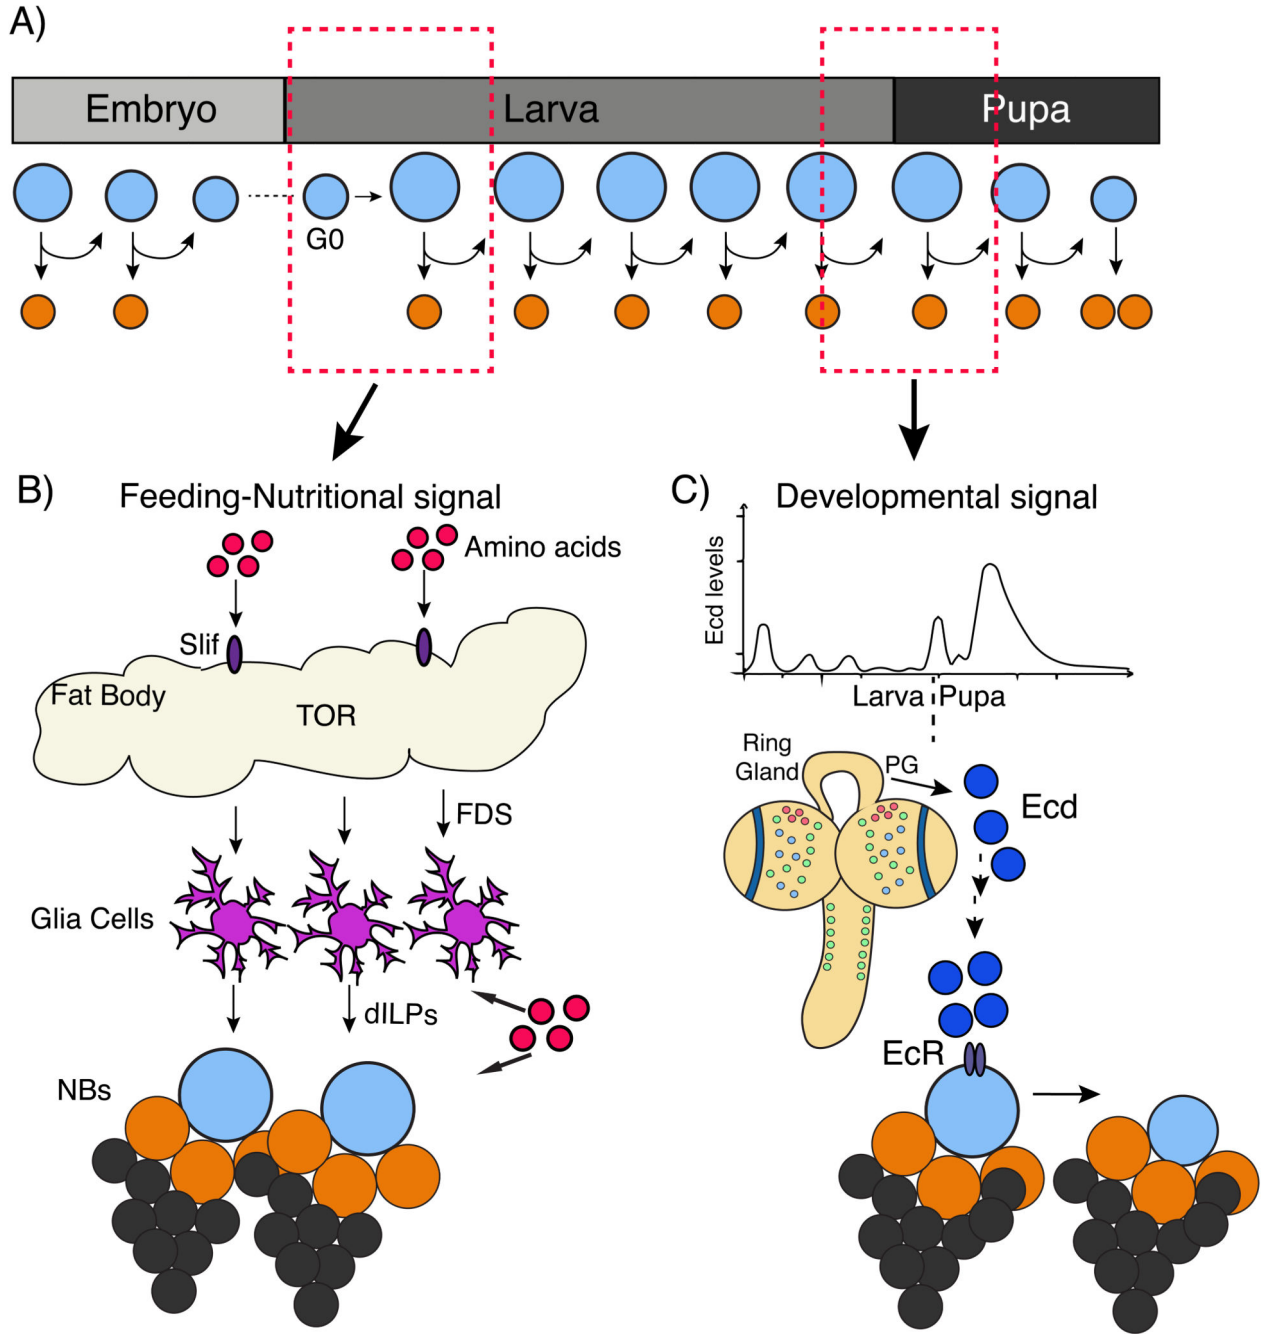 A)
Embryo
Larva
Pupa
G0
B)
Feeding-Nutritional signal
Amino acids
Slif
Fat Body
TOR
FDS
Glia Cells
dILPs
NBs
C)
Developmental signal
Ecd levels
Larva
Pupa
Ring
Gland
PG
Ecd
EcR